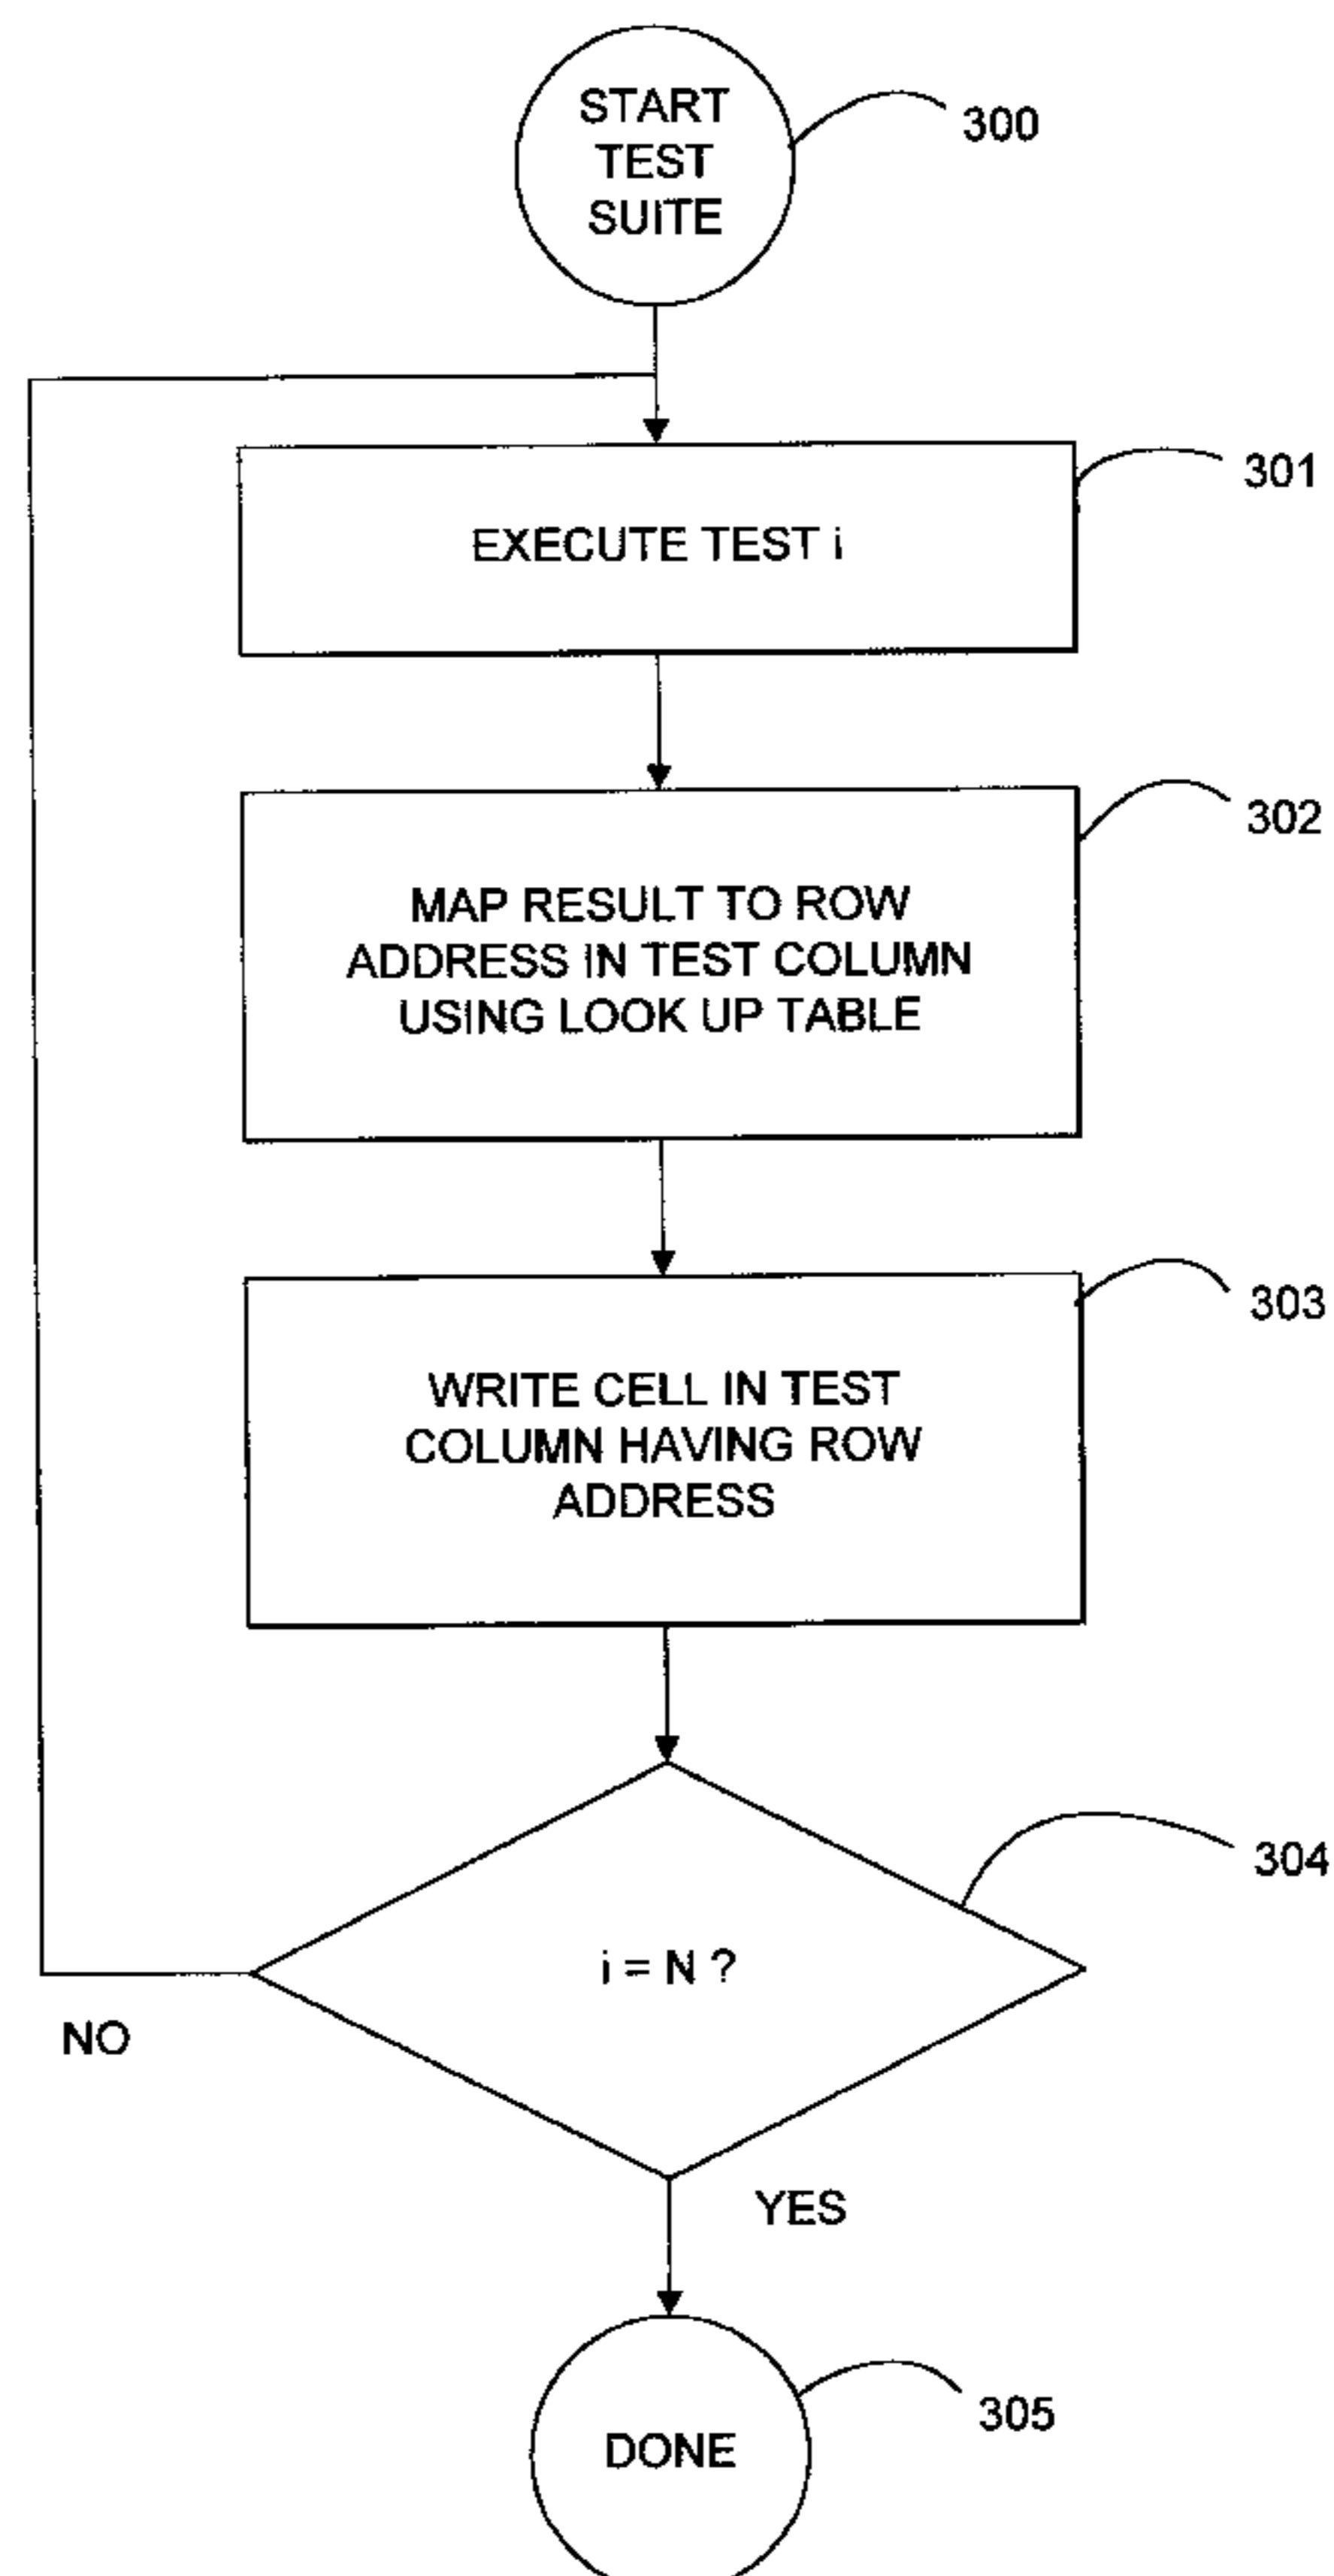 START
TEST
SUITE
300
301
EXECUTE TEST i
302
MAP RESULT TO ROW
ADDRESS IN TEST COLUMN
USING LOOK UP TABLE
303
WRITE CELL IN TEST
COLUMN HAVING ROW
ADDRESS
304
i = N ?
NO
YES
305
DONE